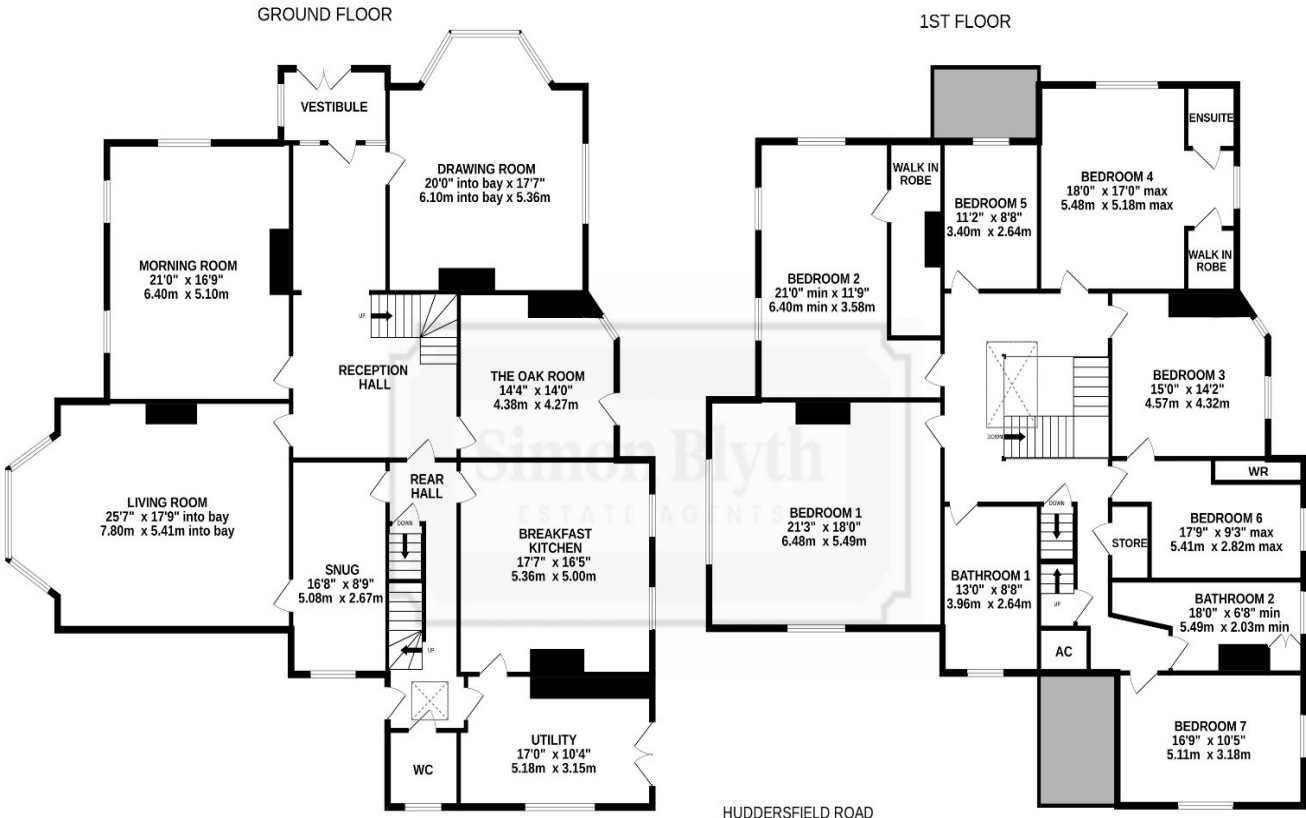 GROUND FLOOR
VESTIBULE
DRAWING ROOM
20'0" into bay x 17'7"
6.10m into bay x 5.36m
MORNING ROOM
21'0" x 16'9"
6.40m x 5.10m
UP
RECEPTION
HALL
THE OAK ROOM
14'4" x 14'0"
4.38m x 4.27m
LIVING ROOM
25'7" x 17'9" into bay
7.80m x 5.41m into bay
REAR
HALL
DOWN
SNUG
16'8" x 8'9"
5.08m x 2.67m
BREAKFAST
KITCHEN
17'7" x 16'5"
5.36m x 5.00m
UP
UTILITY
17'0" x 10'4"
5.18m x 3.15m
WC
1ST FLOOR
ENSUITE
WALK IN
ROBE
BEDROOM 4
18'0" x 17'0" max
5.48m x 5.18m max
BEDROOM 5
11'2" x 8'8"
3.40m x 2.64m
WALK IN
ROBE
BEDROOM 2
21'0" min x 11'9"
6.40m min x 3.58m
BEDROOM 3
15'0" x 14'2"
4.57m x 4.32m
DOWN
WR
BEDROOM 1
21'3" x 18'0"
6.48m x 5.49m
DOWN
BEDROOM 6
17'9" x 9'3" max
5.41m x 2.82m max
STORE
BATHROOM 1
13'0" x 8'8"
3.96m x 2.64m
UP
BATHROOM 2
18'0" x 6'8" min
5.49m x 2.03m min
AC
BEDROOM 7
16'9" x 10'5"
5.11m x 3.18m
Simon Blyth
ESTATE AGENTS
HUDDERSFIELD ROAD